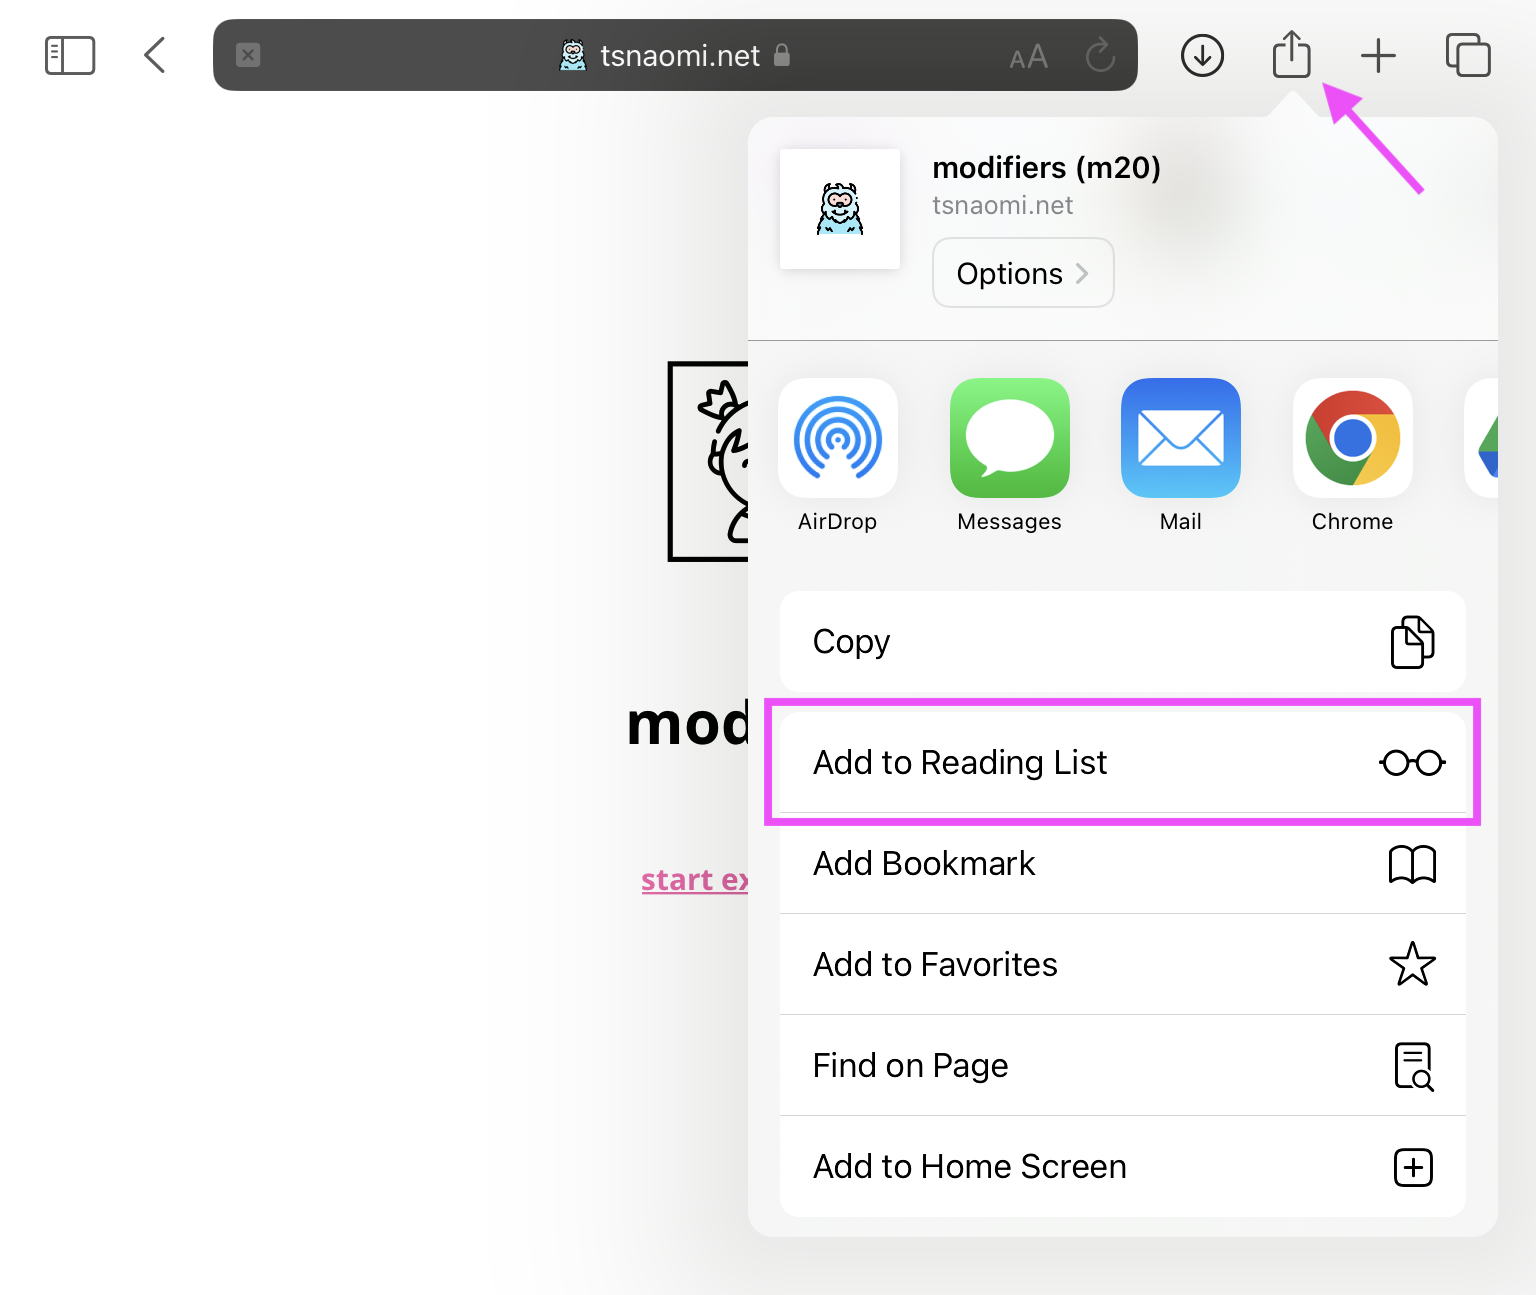 tsnaomi.net
AA
modifiers (m20)
tsnaomi.net
Options
AirDrop
Messages
Mail
Chrome
Copy
mod
Add to Reading List
start ex
Add Bookmark
Add to Favorites
Find on Page
Add to Home Screen